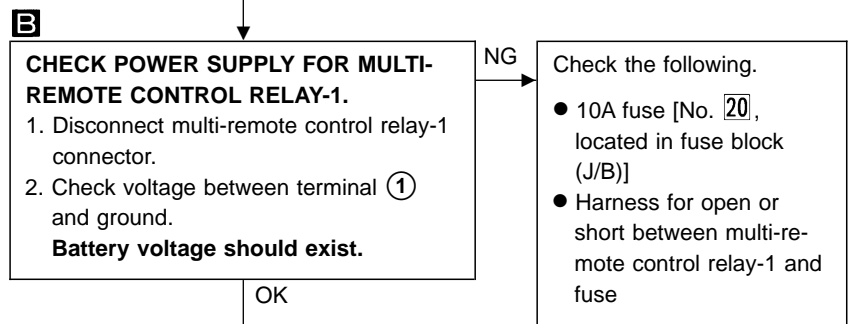 B
CHECK POWER SUPPLY FOR MULTI-
REMOTE CONTROL RELAY-1.
1. Disconnect multi-remote control relay-1
connector.
2. Check voltage between terminal ①
and ground.
Battery voltage should exist.
NG
Check the following.
● 10A fuse [No. 20,
located in fuse block
(J/B)]
● Harness for open or
short between multi-re-
mote control relay-1 and
fuse
OK